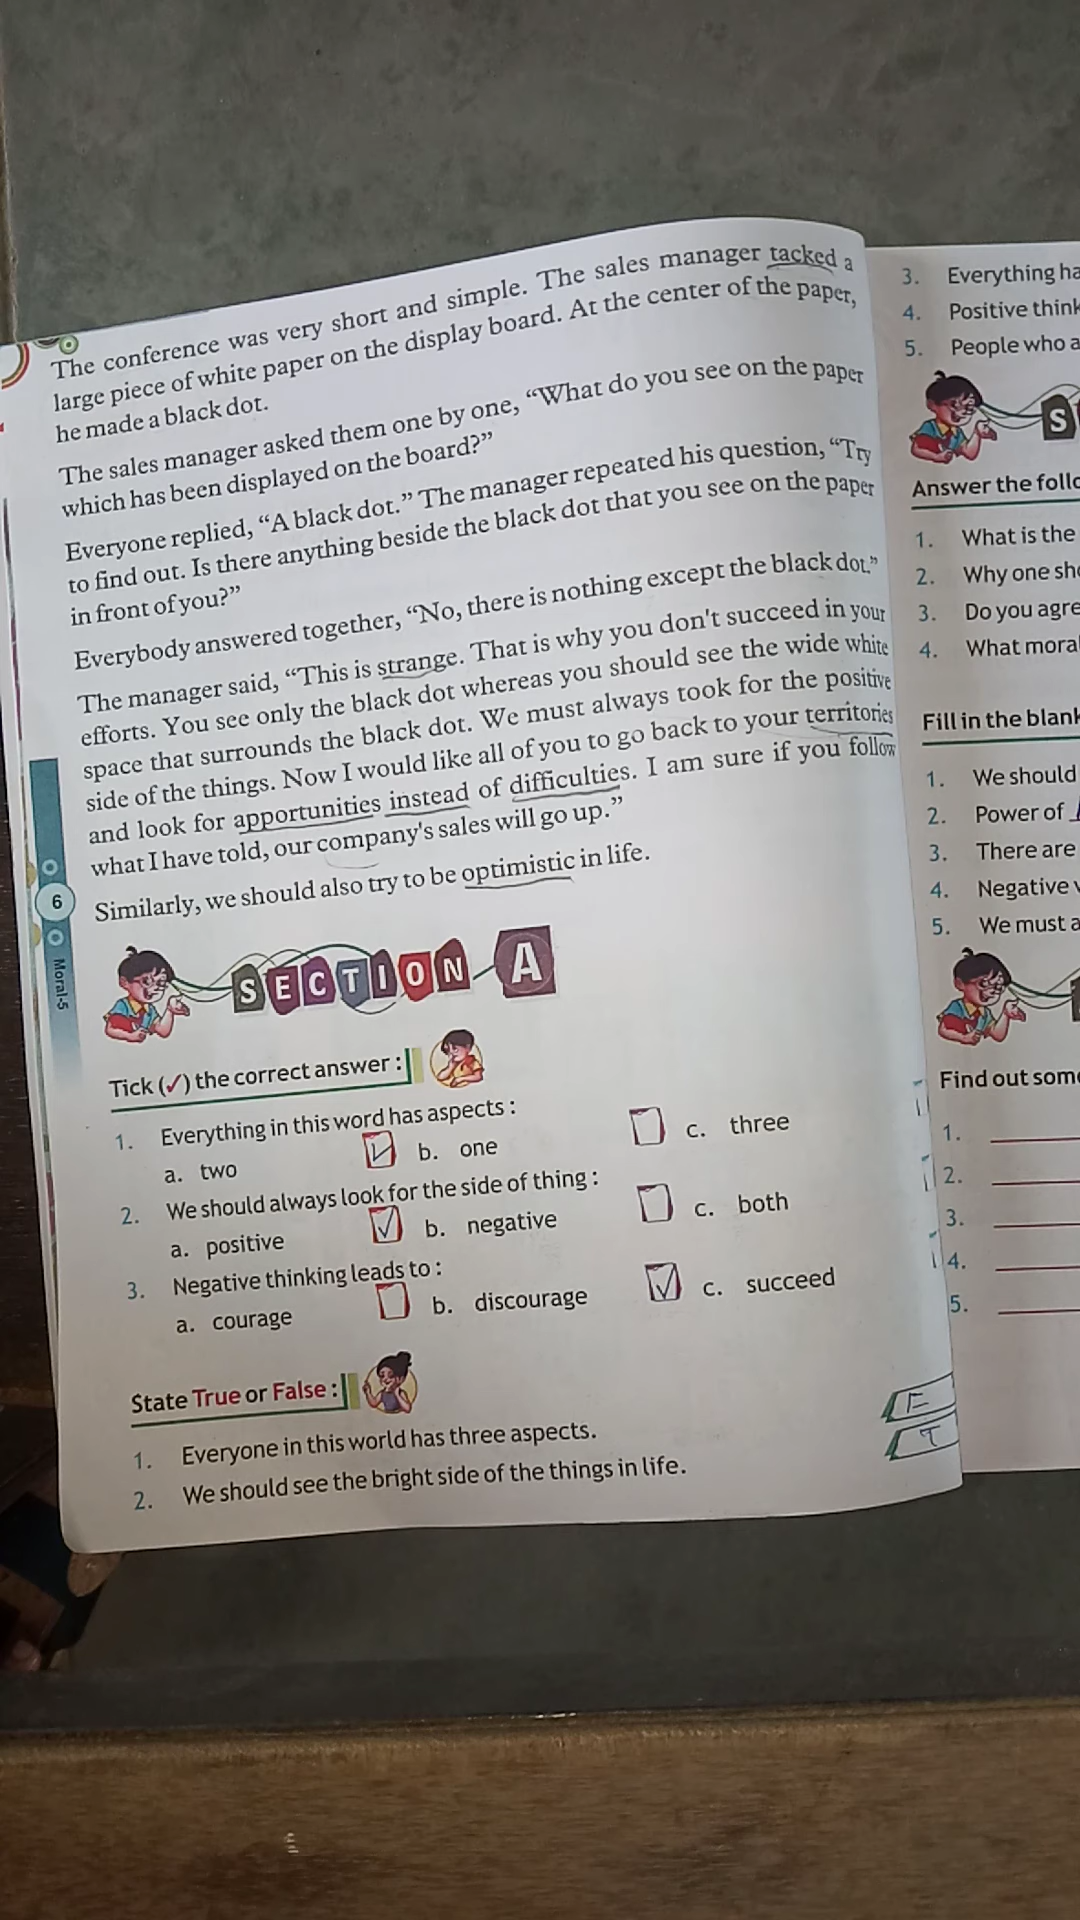 The conference was very short and simple. The sales manager tacked a
large piece of white paper on the display board. At the center of the paper,
he made a black dot.
The sales manager asked them one by one, “What do you see on the paper
which has been displayed on the board?”
Everyone replied, “A black dot.” The manager repeated his question, “Try
to find out. Is there anything beside the black dot that you see on the paper
in front of you?”
Everybody answered together, “No, there is nothing except the black dot.”
The manager said, “This is strange. That is why you don't succeed in your
efforts. You see only the black dot whereas you should see the wide white
space that surrounds the black dot. We must always took for the positive
side of the things. Now I would like all of you to go back to your territories
and look for apportunities instead of difficulties. I am sure if you follow
what I have told, our company's sales will go up.”
Similarly, we should also try to be optimistic in life.
6
Moral-5
SECTION A
Tick (✓) the correct answer :
1. Everything in this word has aspects :
a. two ✓ b. one c. three
2. We should always look for the side of thing :
a. positive ✓ b. negative c. both
3. Negative thinking leads to :
a. courage b. discourage ✓ c. succeed
State True or False :
1. Everyone in this world has three aspects. F
2. We should see the bright side of the things in life. T
3. Everything ha
4. Positive think
5. People who a
S
Answer the follo
1. What is the
2. Why one sho
3. Do you agre
4. What moral
Fill in the blank
1. We should
2. Power of
3. There are
4. Negative
5. We must a
Find out some
1.
2.
3.
4.
5.